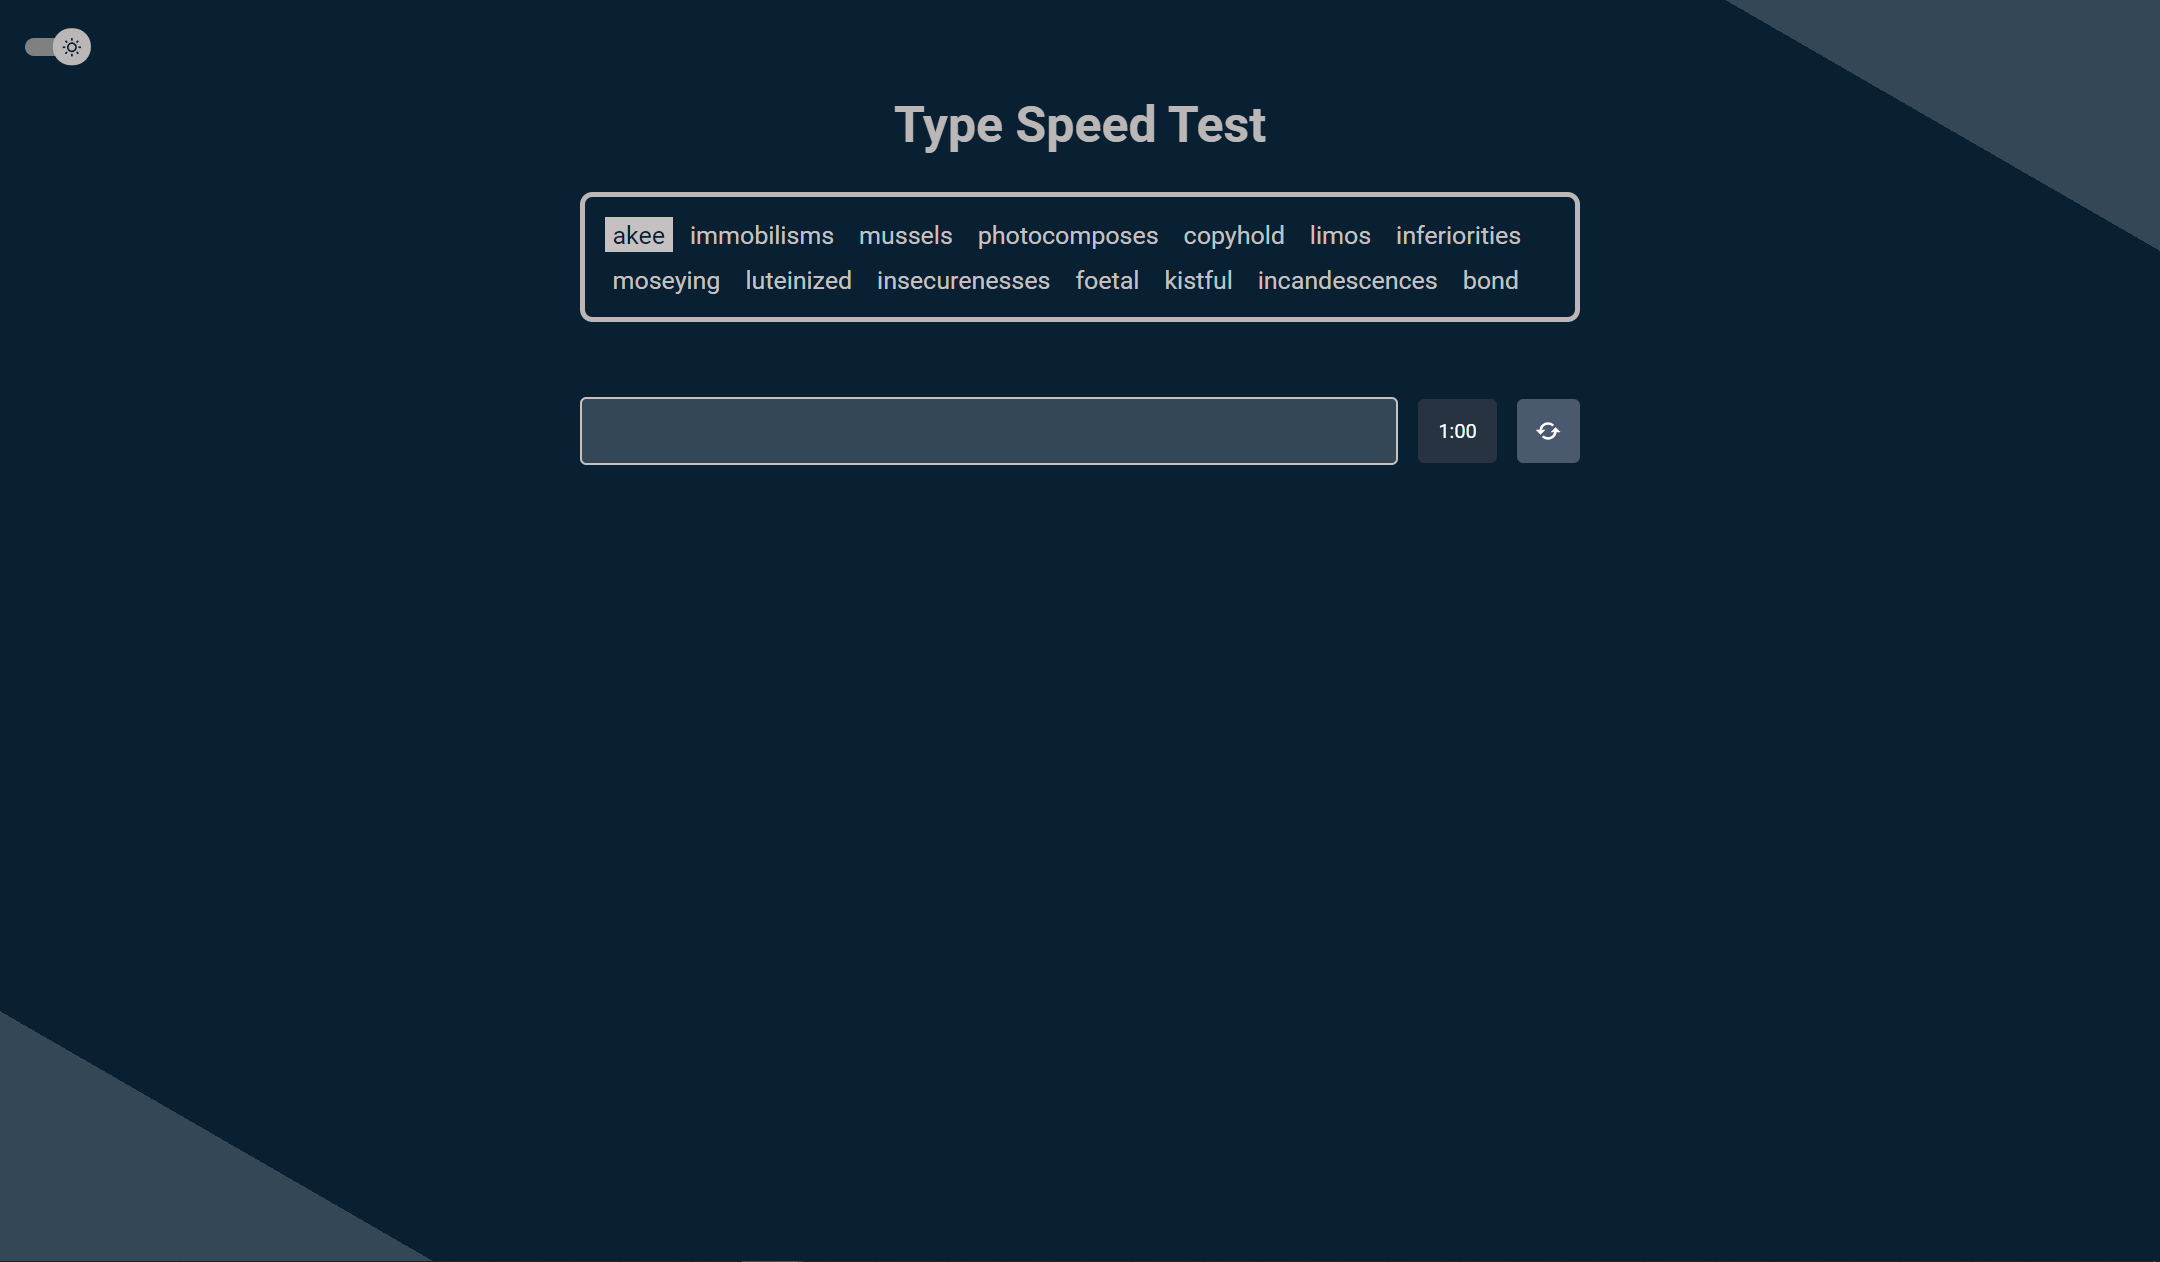 Type Speed Test
akee immobilisms mussels photocomposes copyhold limos inferiorities
moseying luteinized insecurenesses foetal kistful incandescences bond
1:00